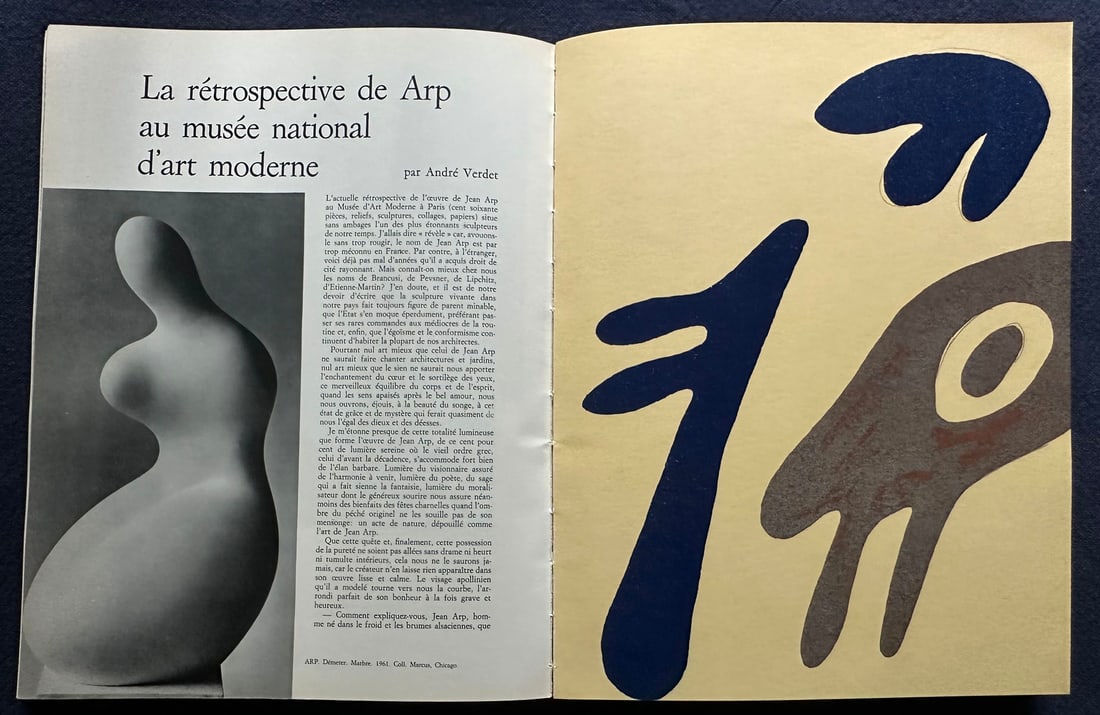 La rétrospective de Arp
au musée national
d'art moderne
par André Verdet
L'actuelle rétrospective de l'œuvre de Jean Arp
au Musée d'Art Moderne à Paris (cent soixante
pièces, reliefs, sculptures, collages, papiers) situe
sans ambages l'un des plus étonnants sculpteurs
de notre temps. J'allais dire « révèle » car, avouons-
le sans trop rougir, le nom de Jean Arp est par
trop méconnu en France. Par contre, à l'étranger,
voici déjà pas mal d'années qu'il a acquis droit de
cité rayonnant. Mais connaît-on mieux chez nous
les noms de Brancusi, de Pevsner, de Lipchitz,
d'Etienne-Martin? J'en doute, et il est de notre
devoir d'écrire que la sculpture vivante dans
notre pays fait toujours figure de parent minable,
que l'État s'en moque éperdument, préférant pas-
ser ses rares commandes aux médiocres de la rou-
tine et, enfin, que l'égoïsme et le conformisme con-
tinuent d'habiter la plupart de nos architectes.
Pourtant nul art mieux que celui de Jean Arp
ne saurait faire chanter architectures et jardins,
nul art mieux que le sien ne saurait nous apporter
l'enchantement du cœur et le sortilège des yeux,
ce merveilleux équilibre du corps et de l'esprit,
quand les sens apaisés après le bel amour, nous
nous ouvrons, éjouis, à la beauté du songe, à cet
état de grâce et de mystère qui ferait quasiment de
nous l'égal des dieux et des déesses.
Je m'étonne presque de cette totalité lumineuse
que forme l'œuvre de Jean Arp, de ce cent pour
cent de lumière sereine où le vieil ordre grec,
celui d'avant la décadence, s'accommode fort bien
de l'élan barbare. Lumière du visionnaire assuré
de l'harmonie à venir, lumière du poète, du sage
qui a fait sienne la fantaisie, lumière du morali-
sateur dont le généreux sourire nous assure néan-
moins des bienfaits des fêtes charnelles quand l'om-
bre du péché originel ne les souille pas de son
mensonge: un acte de nature, dépouillé comme
l'art de Jean Arp.
Que cette quête et, finalement, cette possession
de la pureté ne soient pas allées sans drame ni heurt
ni tumulte intérieurs, cela nous ne le saurons ja-
mais, car le créateur n'en laisse rien apparaître dans
son œuvre lisse et calme. Le visage apollinien
qu'il a modelé tourne vers nous la courbe, l'ar-
rondi parfait de son bonheur à la fois grave et
heureux.
— Comment expliquez-vous, Jean Arp, hom-
me né dans le froid et les brumes alsaciennes, que
ARP. Démeter. Marbre. 1961. Coll. Marcus, Chicago.